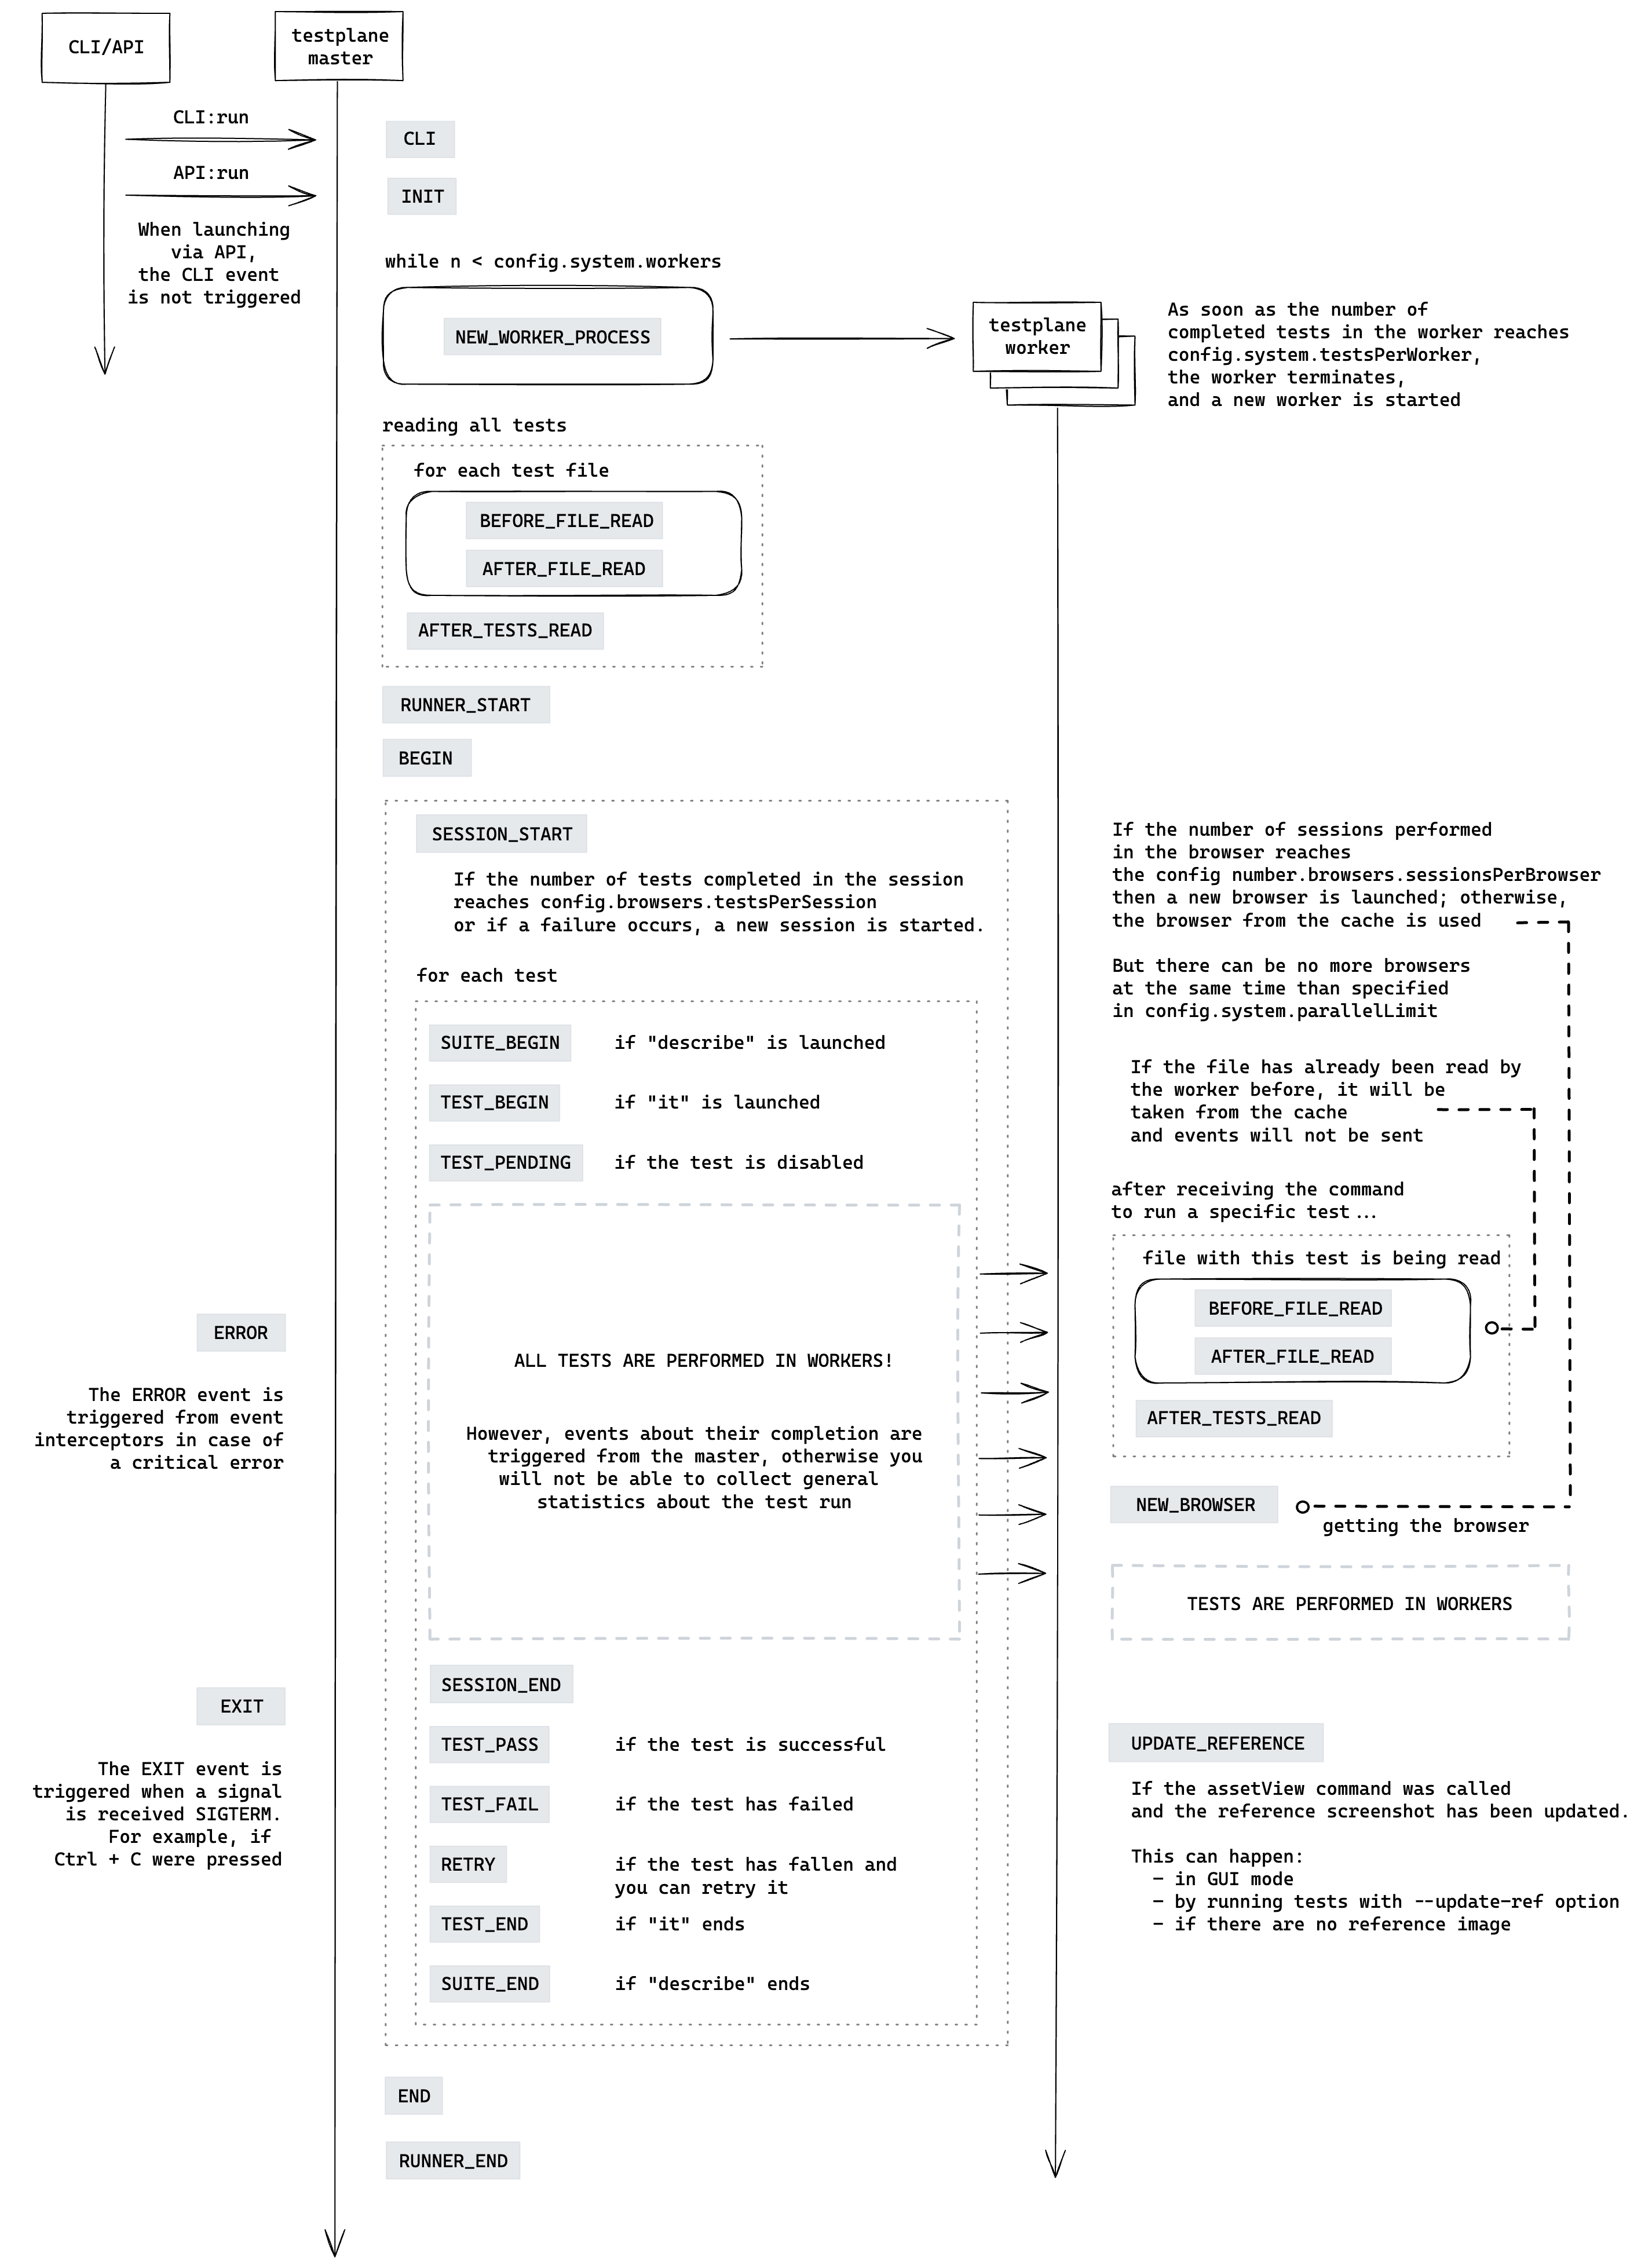 CLI/API
testplane
master
CLI:run
API:run
When launching
via API,
the CLI event
is not triggered
CLI
INIT
while n < config.system.workers
NEW_WORKER_PROCESS
testplane
worker
As soon as the number of
completed tests in the worker reaches
config.system.testsPerWorker,
the worker terminates,
and a new worker is started
reading all tests
for each test file
BEFORE_FILE_READ
AFTER_FILE_READ
AFTER_TESTS_READ
RUNNER_START
BEGIN
SESSION_START
If the number of tests completed in the session
reaches config.browsers.testsPerSession
or if a failure occurs, a new session is started.
for each test
SUITE_BEGIN
if "describe" is launched
TEST_BEGIN
if "it" is launched
TEST_PENDING
if the test is disabled
ALL TESTS ARE PERFORMED IN WORKERS!
However, events about their completion are
triggered from the master, otherwise you
will not be able to collect general
statistics about the test run
SESSION_END
TEST_PASS
if the test is successful
TEST_FAIL
if the test has failed
RETRY
if the test has fallen and
you can retry it
TEST_END
if "it" ends
SUITE_END
if "describe" ends
END
RUNNER_END
ERROR
The ERROR event is
triggered from event
interceptors in case of
a critical error
EXIT
The EXIT event is
triggered when a signal
is received SIGTERM.
For example, if
Ctrl + C were pressed
If the number of sessions performed
in the browser reaches
the config number.browsers.sessionsPerBrowser
then a new browser is launched; otherwise,
the browser from the cache is used
But there can be no more browsers
at the same time than specified
in config.system.parallelLimit
If the file has already been read by
the worker before, it will be
taken from the cache
and events will not be sent
after receiving the command
to run a specific test...
file with this test is being read
BEFORE_FILE_READ
AFTER_FILE_READ
AFTER_TESTS_READ
NEW_BROWSER
getting the browser
TESTS ARE PERFORMED IN WORKERS
UPDATE_REFERENCE
If the assetView command was called
and the reference screenshot has been updated.
This can happen:
– in GUI mode
– by running tests with --update-ref option
– if there are no reference image